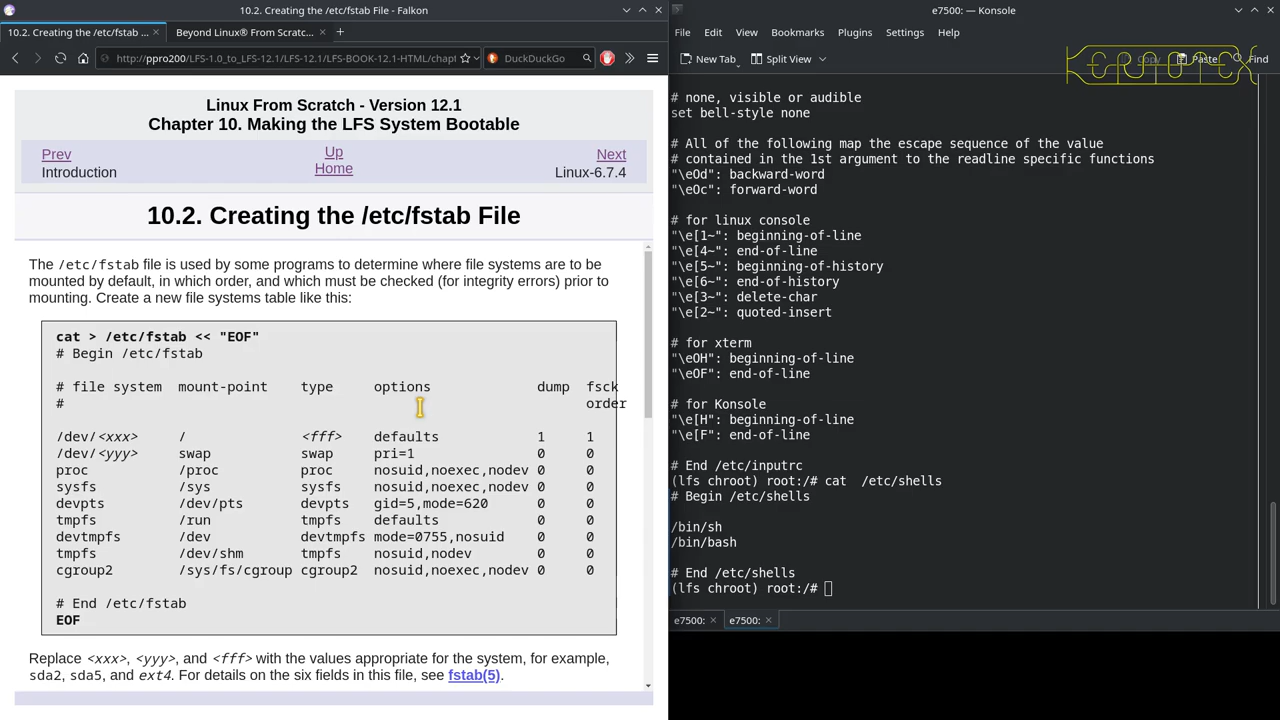 10.2. Creating the /etc/fstab File - Falkon
10.2. Creating the /etc/fstab ...
Beyond Linux® From Scratc...
http://ppro200/LFS-1.0_to_LFS-12.1/LFS-12.1/LFS-BOOK-12.1-HTML/chapt
DuckDuckGo
Linux From Scratch - Version 12.1
Chapter 10. Making the LFS System Bootable
Prev
Up
Next
Introduction
Home
Linux-6.7.4
10.2. Creating the /etc/fstab File
The /etc/fstab file is used by some programs to determine where file systems are to be
mounted by default, in which order, and which must be checked (for integrity errors) prior to
mounting. Create a new file systems table like this:
cat > /etc/fstab << "EOF"
# Begin /etc/fstab
# file system  mount-point    type     options             dump  fsck
#                                                                order
/dev/<xxx>     /              <fff>    defaults            1     1
/dev/<yyy>     swap           swap     pri=1               0     0
proc           /proc          proc     nosuid,noexec,nodev 0     0
sysfs          /sys           sysfs    nosuid,noexec,nodev 0     0
devpts         /dev/pts       devpts   gid=5,mode=620      0     0
tmpfs          /run           tmpfs    defaults            0     0
devtmpfs       /dev           devtmpfs mode=0755,nosuid    0     0
tmpfs          /dev/shm       tmpfs    nosuid,nodev        0     0
cgroup2        /sys/fs/cgroup cgroup2  nosuid,noexec,nodev 0     0
# End /etc/fstab
EOF
Replace <xxx>, <yyy>, and <fff> with the values appropriate for the system, for example,
sda2, sda5, and ext4. For details on the six fields in this file, see fstab(5).
e7500: — Konsole
File Edit View Bookmarks Plugins Settings Help
New Tab
Split View
Copy
Paste
Find
# none, visible or audible
set bell-style none
# All of the following map the escape sequence of the value
# contained in the 1st argument to the readline specific functions
"\eOd": backward-word
"\eOc": forward-word
# for linux console
"\e[1~": beginning-of-line
"\e[4~": end-of-line
"\e[5~": beginning-of-history
"\e[6~": end-of-history
"\e[3~": delete-char
"\e[2~": quoted-insert
# for xterm
"\eOH": beginning-of-line
"\eOF": end-of-line
# for Konsole
"\e[H": beginning-of-line
"\e[F": end-of-line
# End /etc/inputrc
(lfs chroot) root:/# cat  /etc/shells
# Begin /etc/shells
/bin/sh
/bin/bash
# End /etc/shells
(lfs chroot) root:/#
e7500:
e7500: